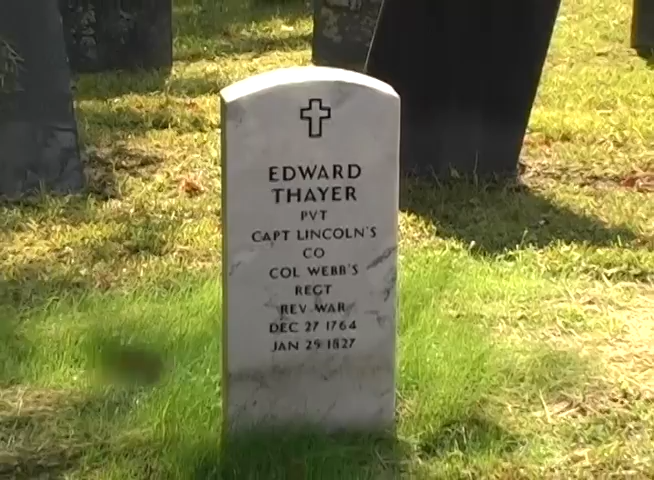 EDWARD
THAYER
PVT
CAPT LINCOLN'S
CO
COL WEBB'S
REGT
REV WAR
DEC 27 1764
JAN 29 1827